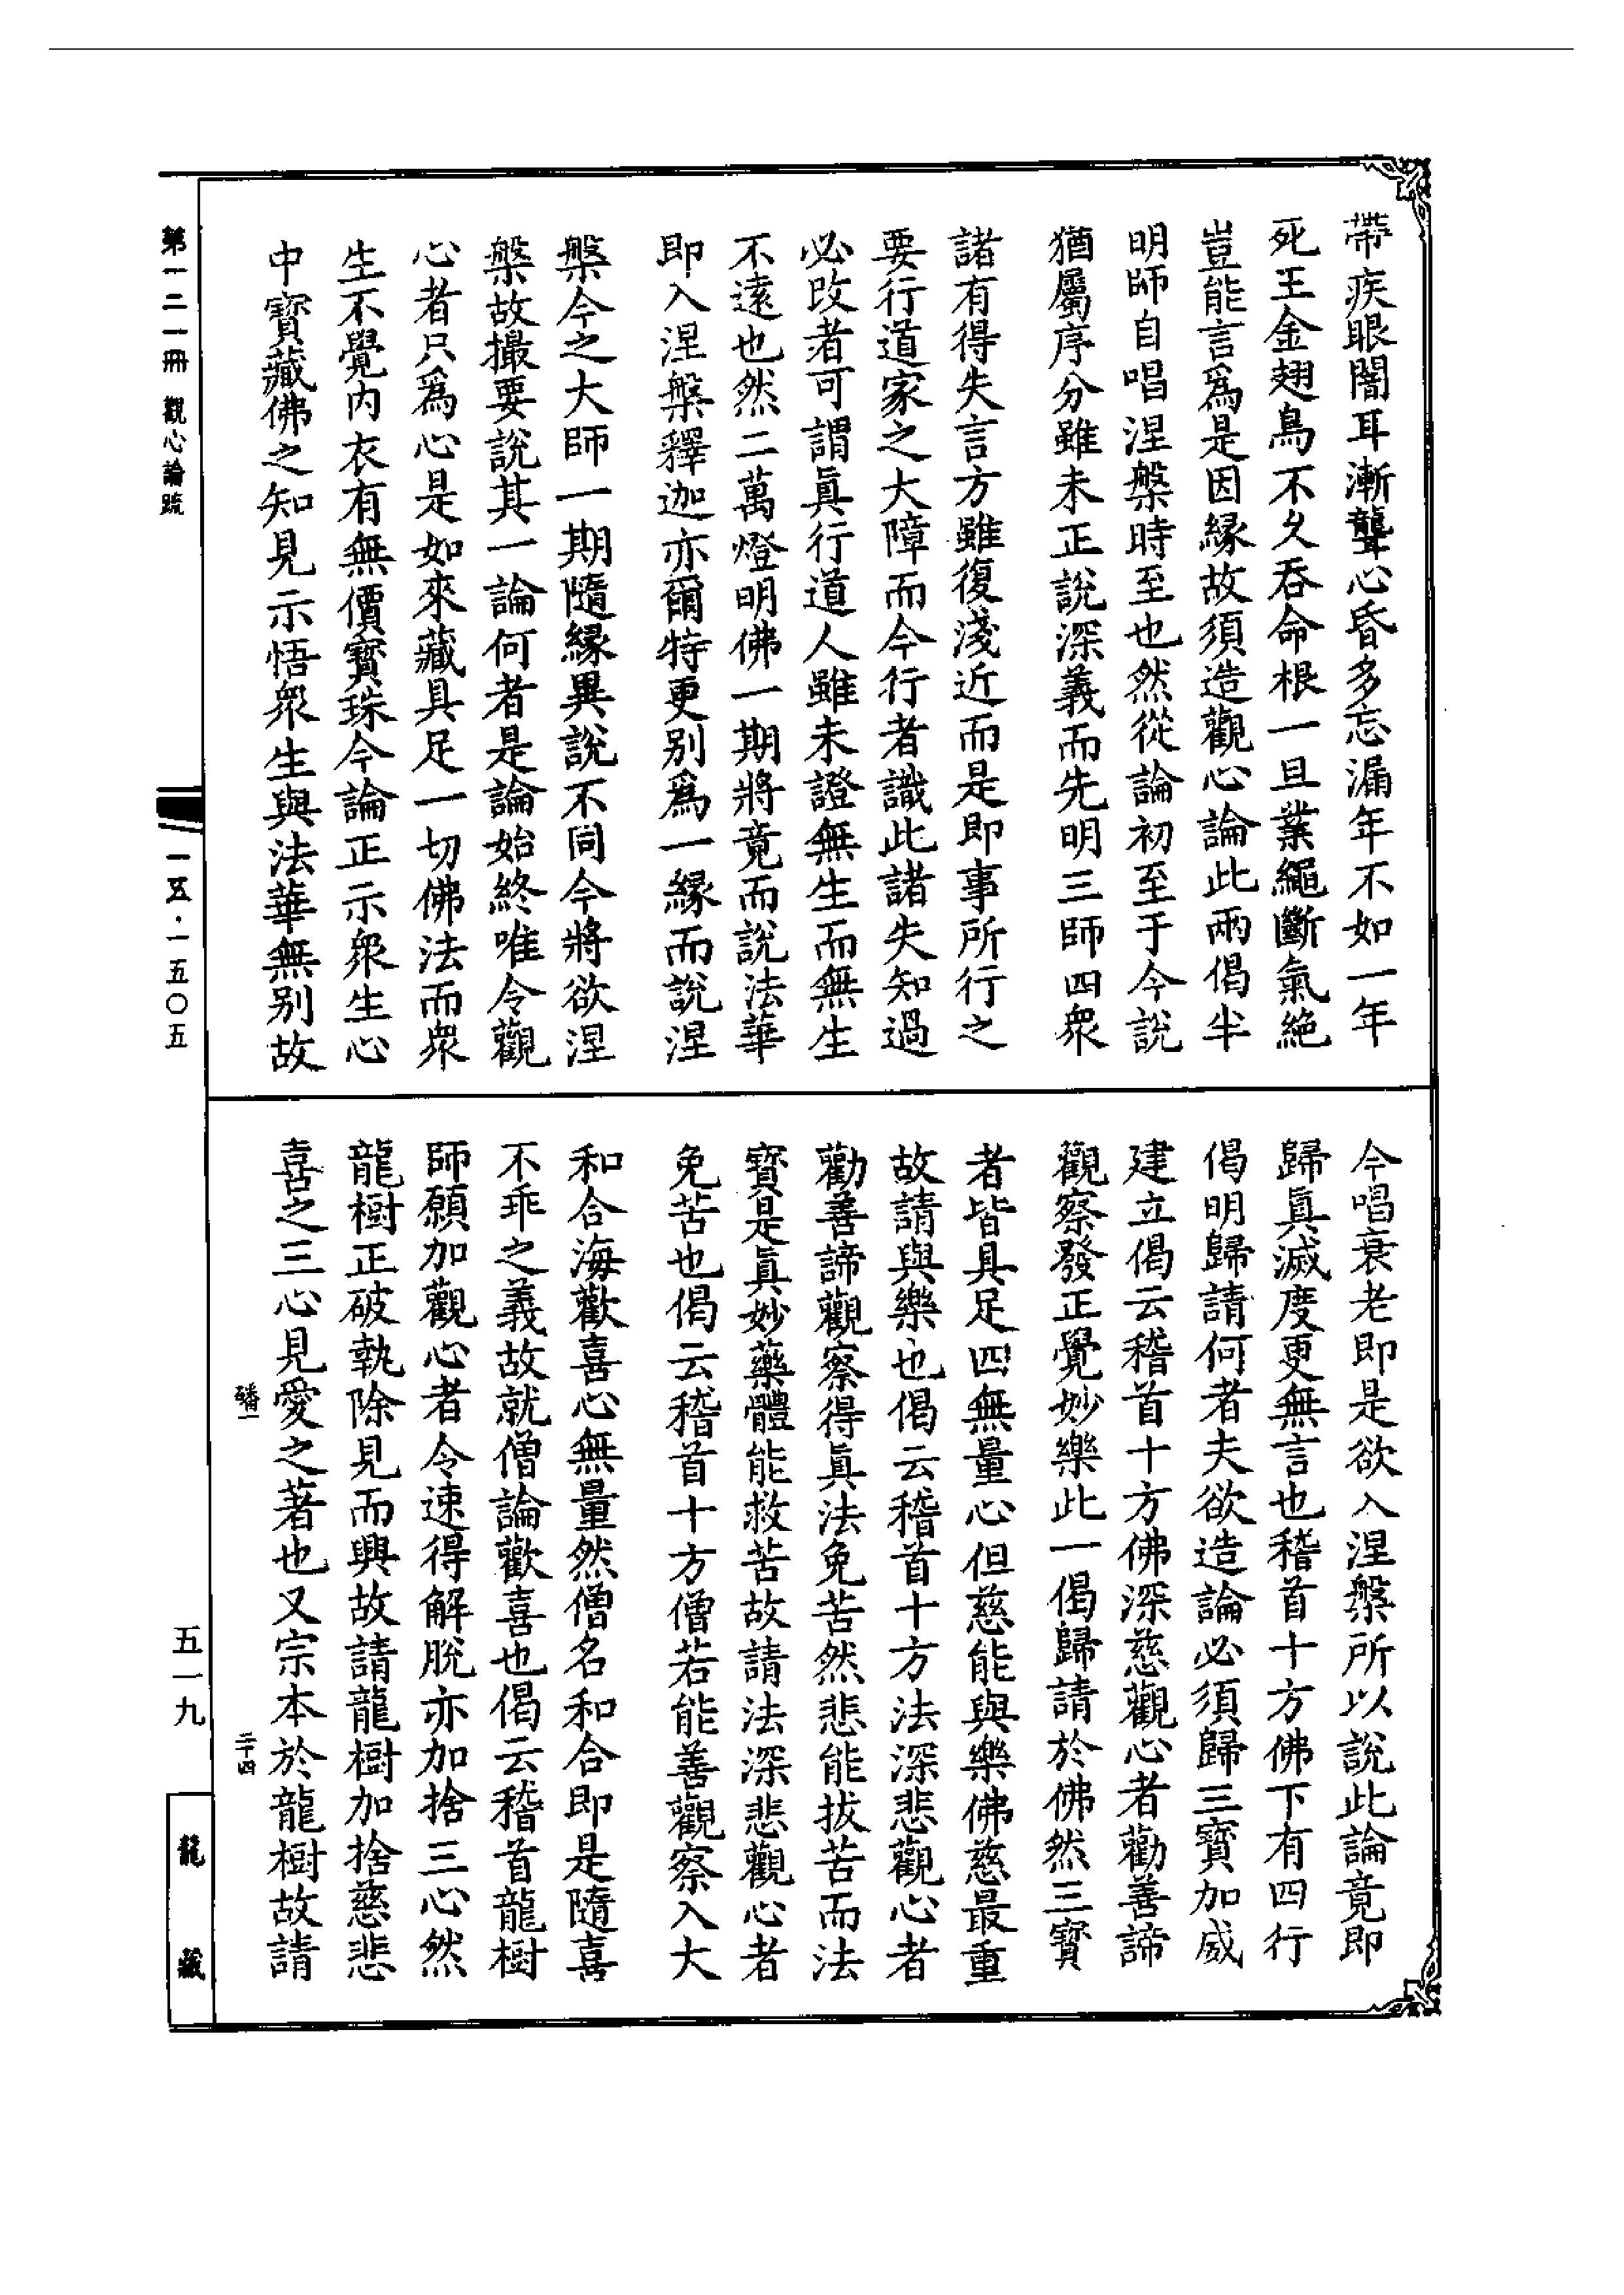 帶疾眼闇耳漸聾心昏多忘漏年不如一年
死王金翅鳥不久吞命根一旦業繩斷氣絶
豈能言爲是因緣故須造觀心論此兩偈半
明師自唱涅槃時至也然從論初至于今說
猶屬序分雖未正說深義而先明三師四衆
諸有得失言方雖復淺近而是即事所行之
要行道家之大障而今行者識此諸失知過
必改者可謂眞行道人雖未證無生而無生
不遠也然二萬燈明佛一期將竟而說法華
即入涅槃釋迦亦爾特更别爲一緣而說涅
槃今之大師一期隨緣異說不同今將欲涅
槃故撮要說其一論何者是論始終唯令觀
心者只爲心是如來藏具足一切佛法而衆
生不覺内衣有無價寶珠今論正示衆生心
中寶藏佛之知見示悟衆生與法華無别故
今唱衰老即是欲入涅槃所以說此論竟即
歸眞滅度更無言也稽首十方佛下有四行
偈明歸請何者夫欲造論必須歸三寶加威
建立偈云稽首十方佛深慈觀心者勸善諦
觀察發正覺妙樂此一偈歸請於佛然三寶
者皆具足四無量心但慈能與樂佛慈最重
故請與樂也偈云稽首十方法深悲觀心者
勸善諦觀察得眞法免苦然悲能拔苦而法
寶是眞妙藥體能救苦故請法深悲觀心者
免苦也偈云稽首十方僧若能善觀察入大
和合海歡喜心無量然僧名和合即是隨喜
不乖之義故就僧論歡喜也偈云稽首龍樹
師願加觀心者令速得解脱亦加捨三心然
龍樹正破執除見而興故請龍樹加捨慈悲
喜之三心見愛之著也又宗本於龍樹故請
磻一
二十四
第一二一冊 觀心論疏
一五·一五〇五
五一九
龍藏